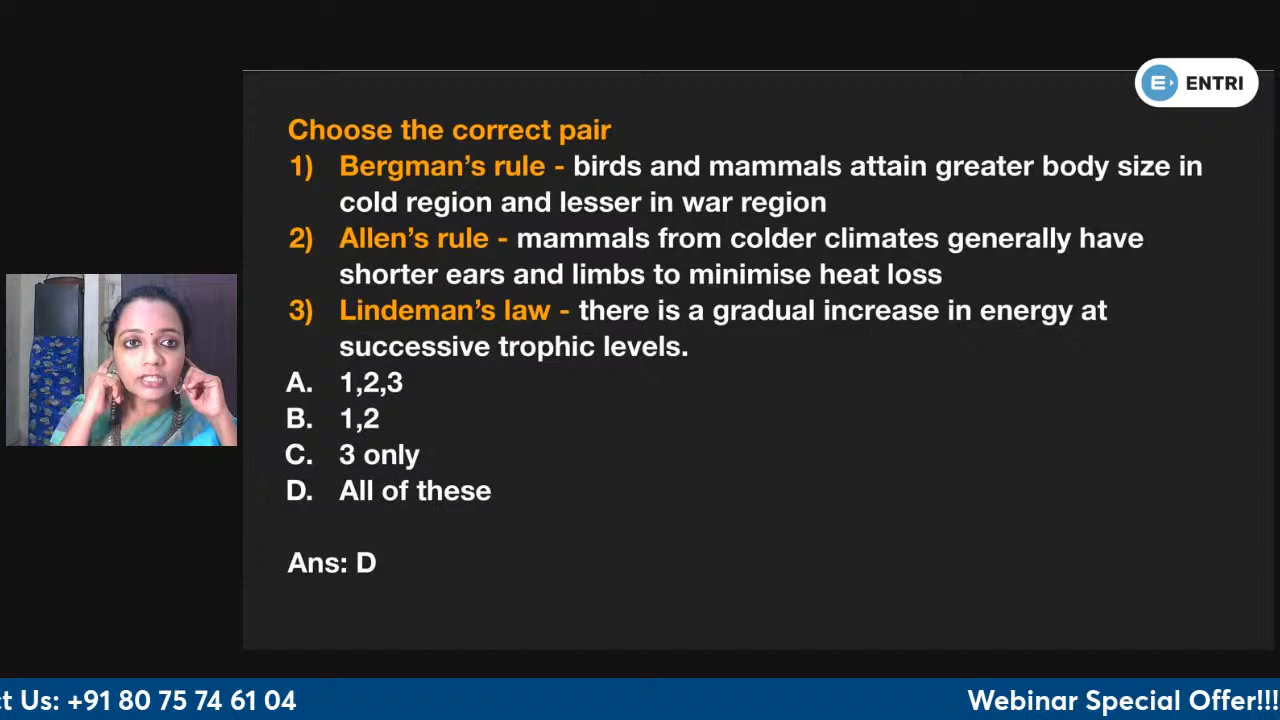 ENTRI
Choose the correct pair
1) Bergman's rule - birds and mammals attain greater body size in
cold region and lesser in war region
2) Allen's rule - mammals from colder climates generally have
shorter ears and limbs to minimise heat loss
3) Lindeman's law - there is a gradual increase in energy at
successive trophic levels.
A. 1,2,3
B. 1,2
C. 3 only
D. All of these
Ans: D
t Us: +91 80 75 74 61 04
Webinar Special Offer!!!